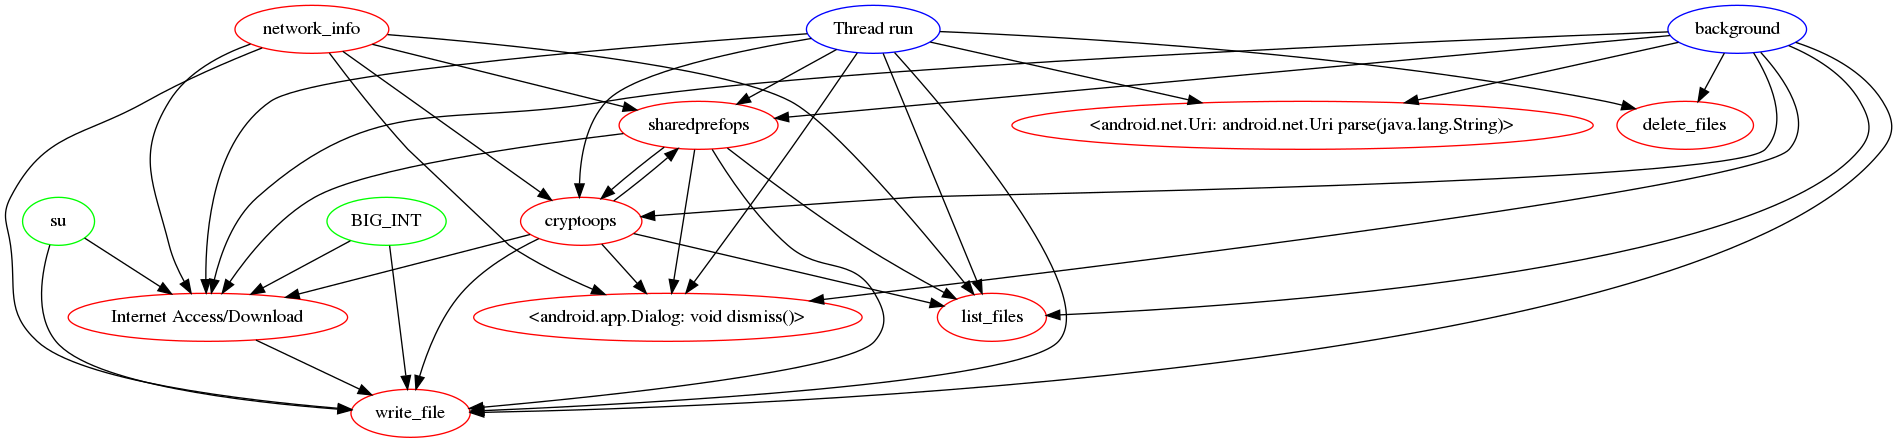 network_info
Thread run
background
sharedprefops
<android.net.Uri: android.net.Uri parse(java.lang.String)>
delete_files
su
BIG_INT
cryptoops
Internet Access/Download
<android.app.Dialog: void dismiss()>
list_files
write_file